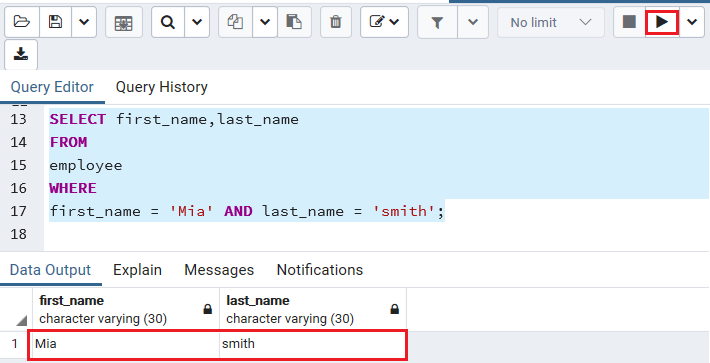 No limit
Query Editor Query History
13 SELECT first_name,last_name
14 FROM
15 employee
16 WHERE
17 first_name = 'Mia' AND last_name = 'smith';
18
Data Output Explain Messages Notifications
first_name last_name
character varying (30) character varying (30)
1 Mia smith